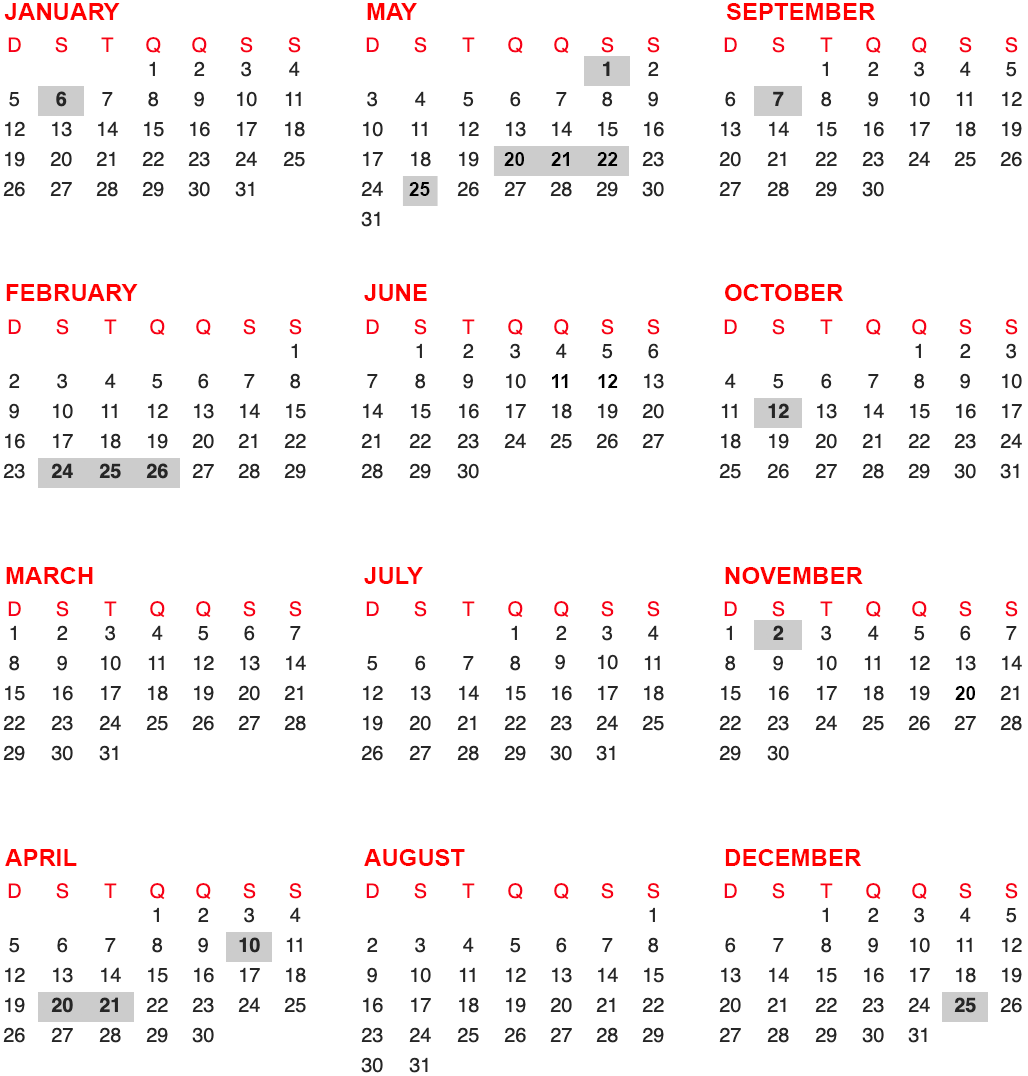 JANUARY
D S T Q Q S S
1 2 3 4
5 6 7 8 9 10 11
12 13 14 15 16 17 18
19 20 21 22 23 24 25
26 27 28 29 30 31
FEBRUARY
D S T Q Q S S
1
2 3 4 5 6 7 8
9 10 11 12 13 14 15
16 17 18 19 20 21 22
23 24 25 26 27 28 29
MARCH
D S T Q Q S S
1 2 3 4 5 6 7
8 9 10 11 12 13 14
15 16 17 18 19 20 21
22 23 24 25 26 27 28
29 30 31
APRIL
D S T Q Q S S
1 2 3 4
5 6 7 8 9 10 11
12 13 14 15 16 17 18
19 20 21 22 23 24 25
26 27 28 29 30
MAY
D S T Q Q S S
1 2
3 4 5 6 7 8 9
10 11 12 13 14 15 16
17 18 19 20 21 22 23
24 25 26 27 28 29 30
31
JUNE
D S T Q Q S S
1 2 3 4 5 6
7 8 9 10 11 12 13
14 15 16 17 18 19 20
21 22 23 24 25 26 27
28 29 30
JULY
D S T Q Q S S
1 2 3 4
5 6 7 8 9 10 11
12 13 14 15 16 17 18
19 20 21 22 23 24 25
26 27 28 29 30 31
AUGUST
D S T Q Q S S
1
2 3 4 5 6 7 8
9 10 11 12 13 14 15
16 17 18 19 20 21 22
23 24 25 26 27 28 29
30 31
SEPTEMBER
D S T Q Q S S
1 2 3 4 5
6 7 8 9 10 11 12
13 14 15 16 17 18 19
20 21 22 23 24 25 26
27 28 29 30
OCTOBER
D S T Q Q S S
1 2 3
4 5 6 7 8 9 10
11 12 13 14 15 16 17
18 19 20 21 22 23 24
25 26 27 28 29 30 31
NOVEMBER
D S T Q Q S S
1 2 3 4 5 6 7
8 9 10 11 12 13 14
15 16 17 18 19 20 21
22 23 24 25 26 27 28
29 30
DECEMBER
D S T Q Q S S
1 2 3 4 5
6 7 8 9 10 11 12
13 14 15 16 17 18 19
20 21 22 23 24 25 26
27 28 29 30 31